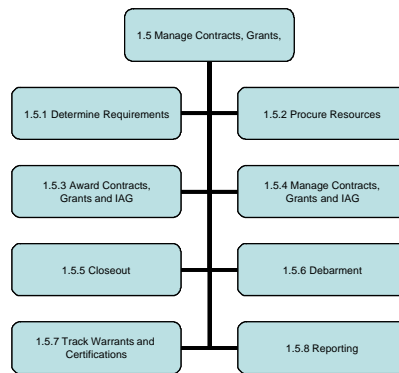 1.5 Manage Contracts, Grants,
1.5.1 Determine Requirements
1.5.2 Procure Resources
1.5.3 Award Contracts,
Grants and IAG
1.5.4 Manage Contracts,
Grants and IAG
1.5.5 Closeout
1.5.6 Debarment
1.5.7 Track Warrants and
Certifications
1.5.8 Reporting